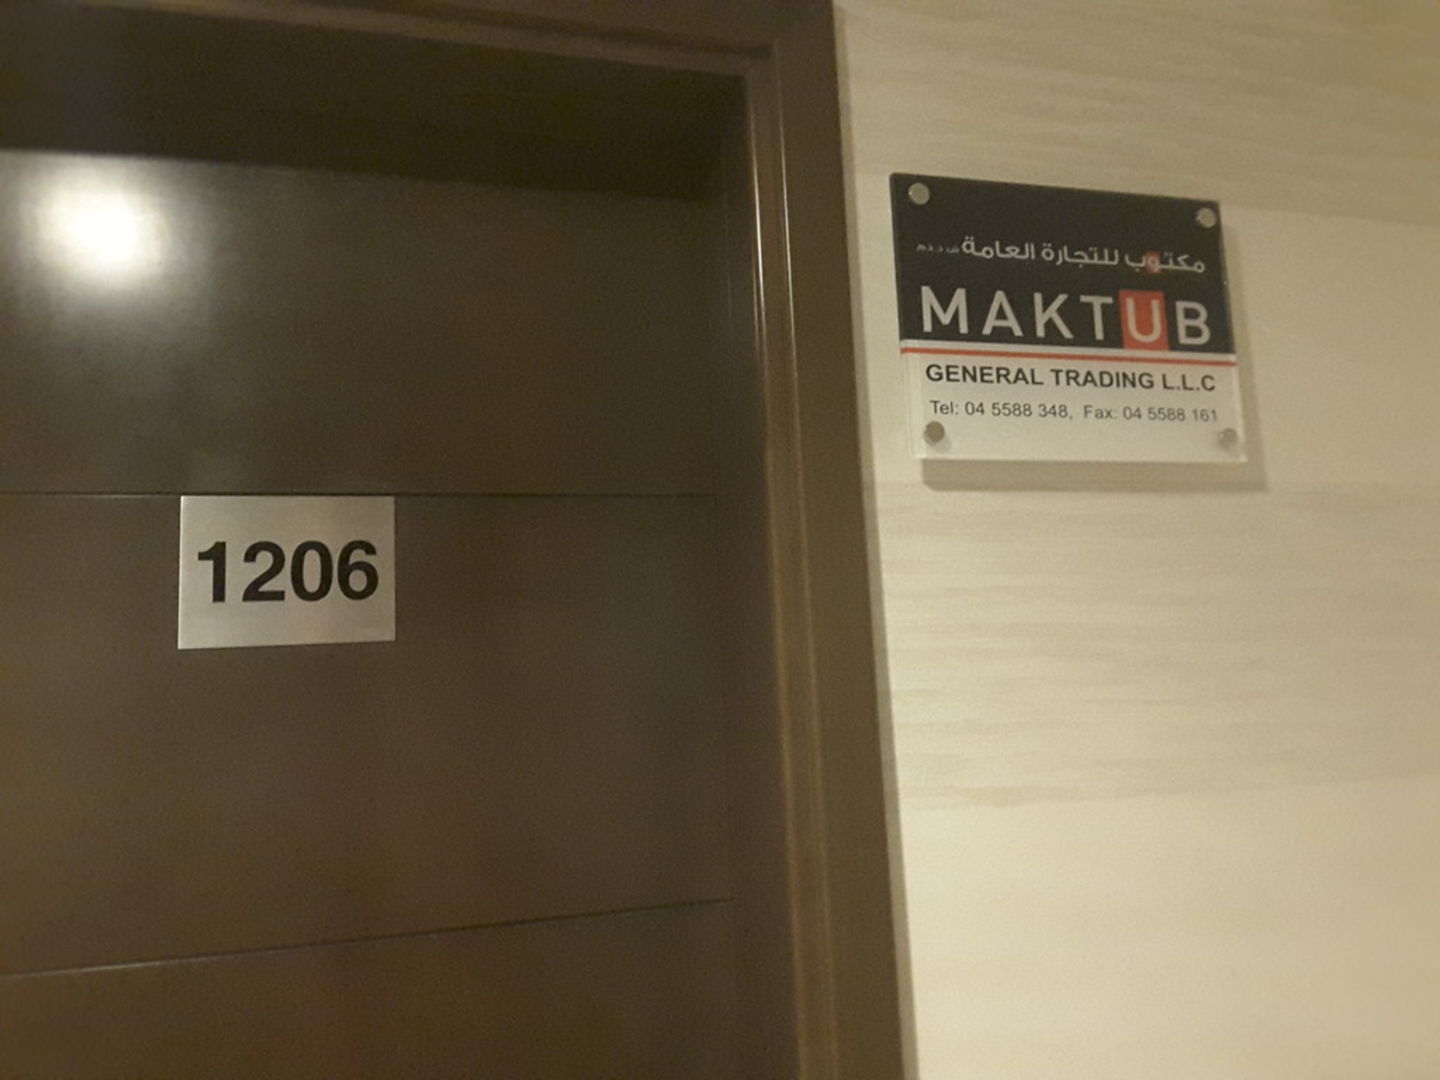 مكتوب للتجارة العامة ش.ذ.م.م
MAKTUB
GENERAL TRADING L.L.C
Tel: 04 5588 348, Fax: 04 5588 161
1206